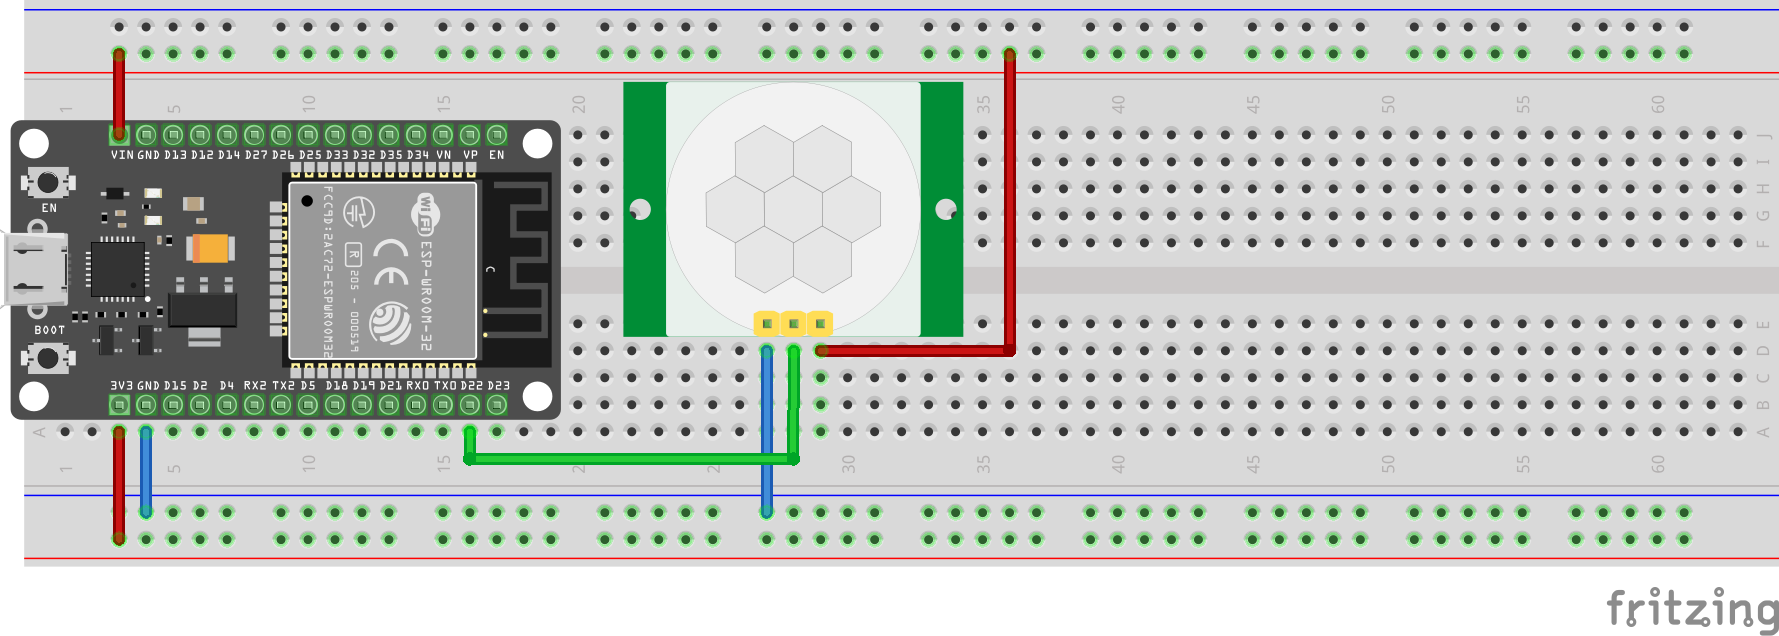 1 5 10 15 20 35 40 45 50 55 60
J
I
H
G
F
VIN GND D13 D12 D14 D27 D26 D25 D33 D32 D35 D34 VN VP EN
EN
FCC ID:2AC72-ESPWROOM32
R
205 - 000519
CE
WiFi
ESP-WROOM-32
BOOT
3V3 GND D15 D2 D4 RX2 TX2 D5 D18 D19 D21 RX0 TX0 D22 D23
E
D
C
B
A A
1 5 10 15 20 30 35 40 45 50 55 60
fritzing